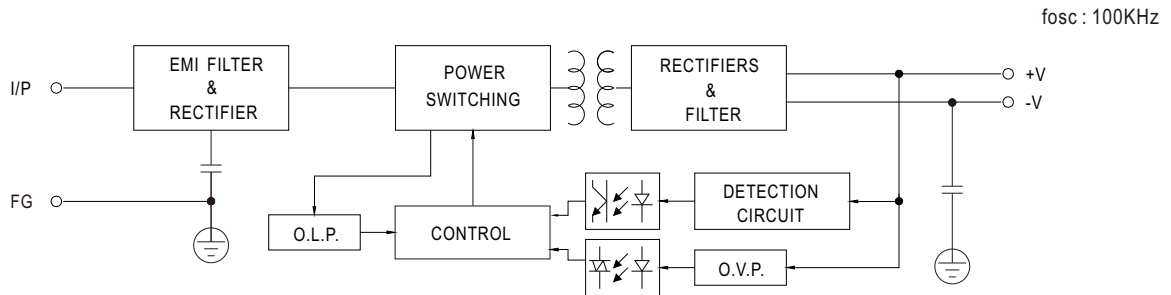 fosc : 100KHz
I/P
EMI FILTER
&
RECTIFIER
POWER
SWITCHING
RECTIFIERS
&
FILTER
+V
-V
FG
O.L.P.
CONTROL
DETECTION
CIRCUIT
O.V.P.